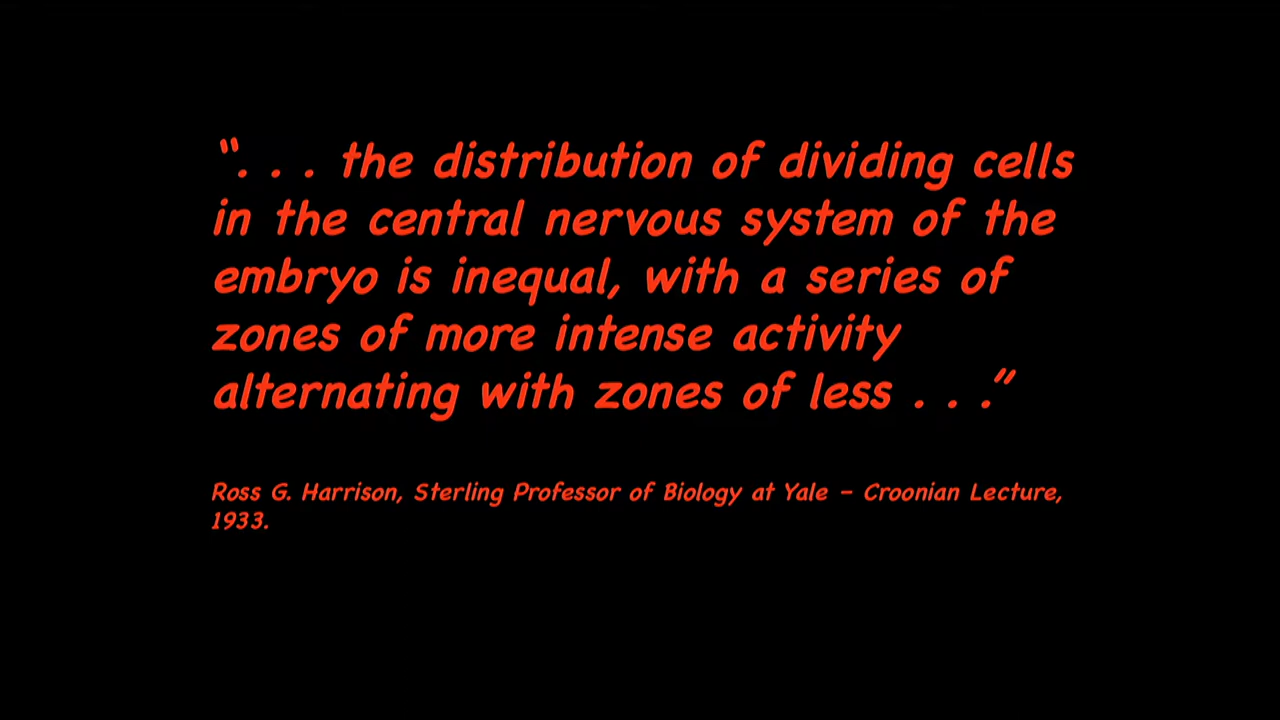 “. . . the distribution of dividing cells
in the central nervous system of the
embryo is inequal, with a series of
zones of more intense activity
alternating with zones of less . . .”
Ross G. Harrison, Sterling Professor of Biology at Yale – Croonian Lecture,
1933.